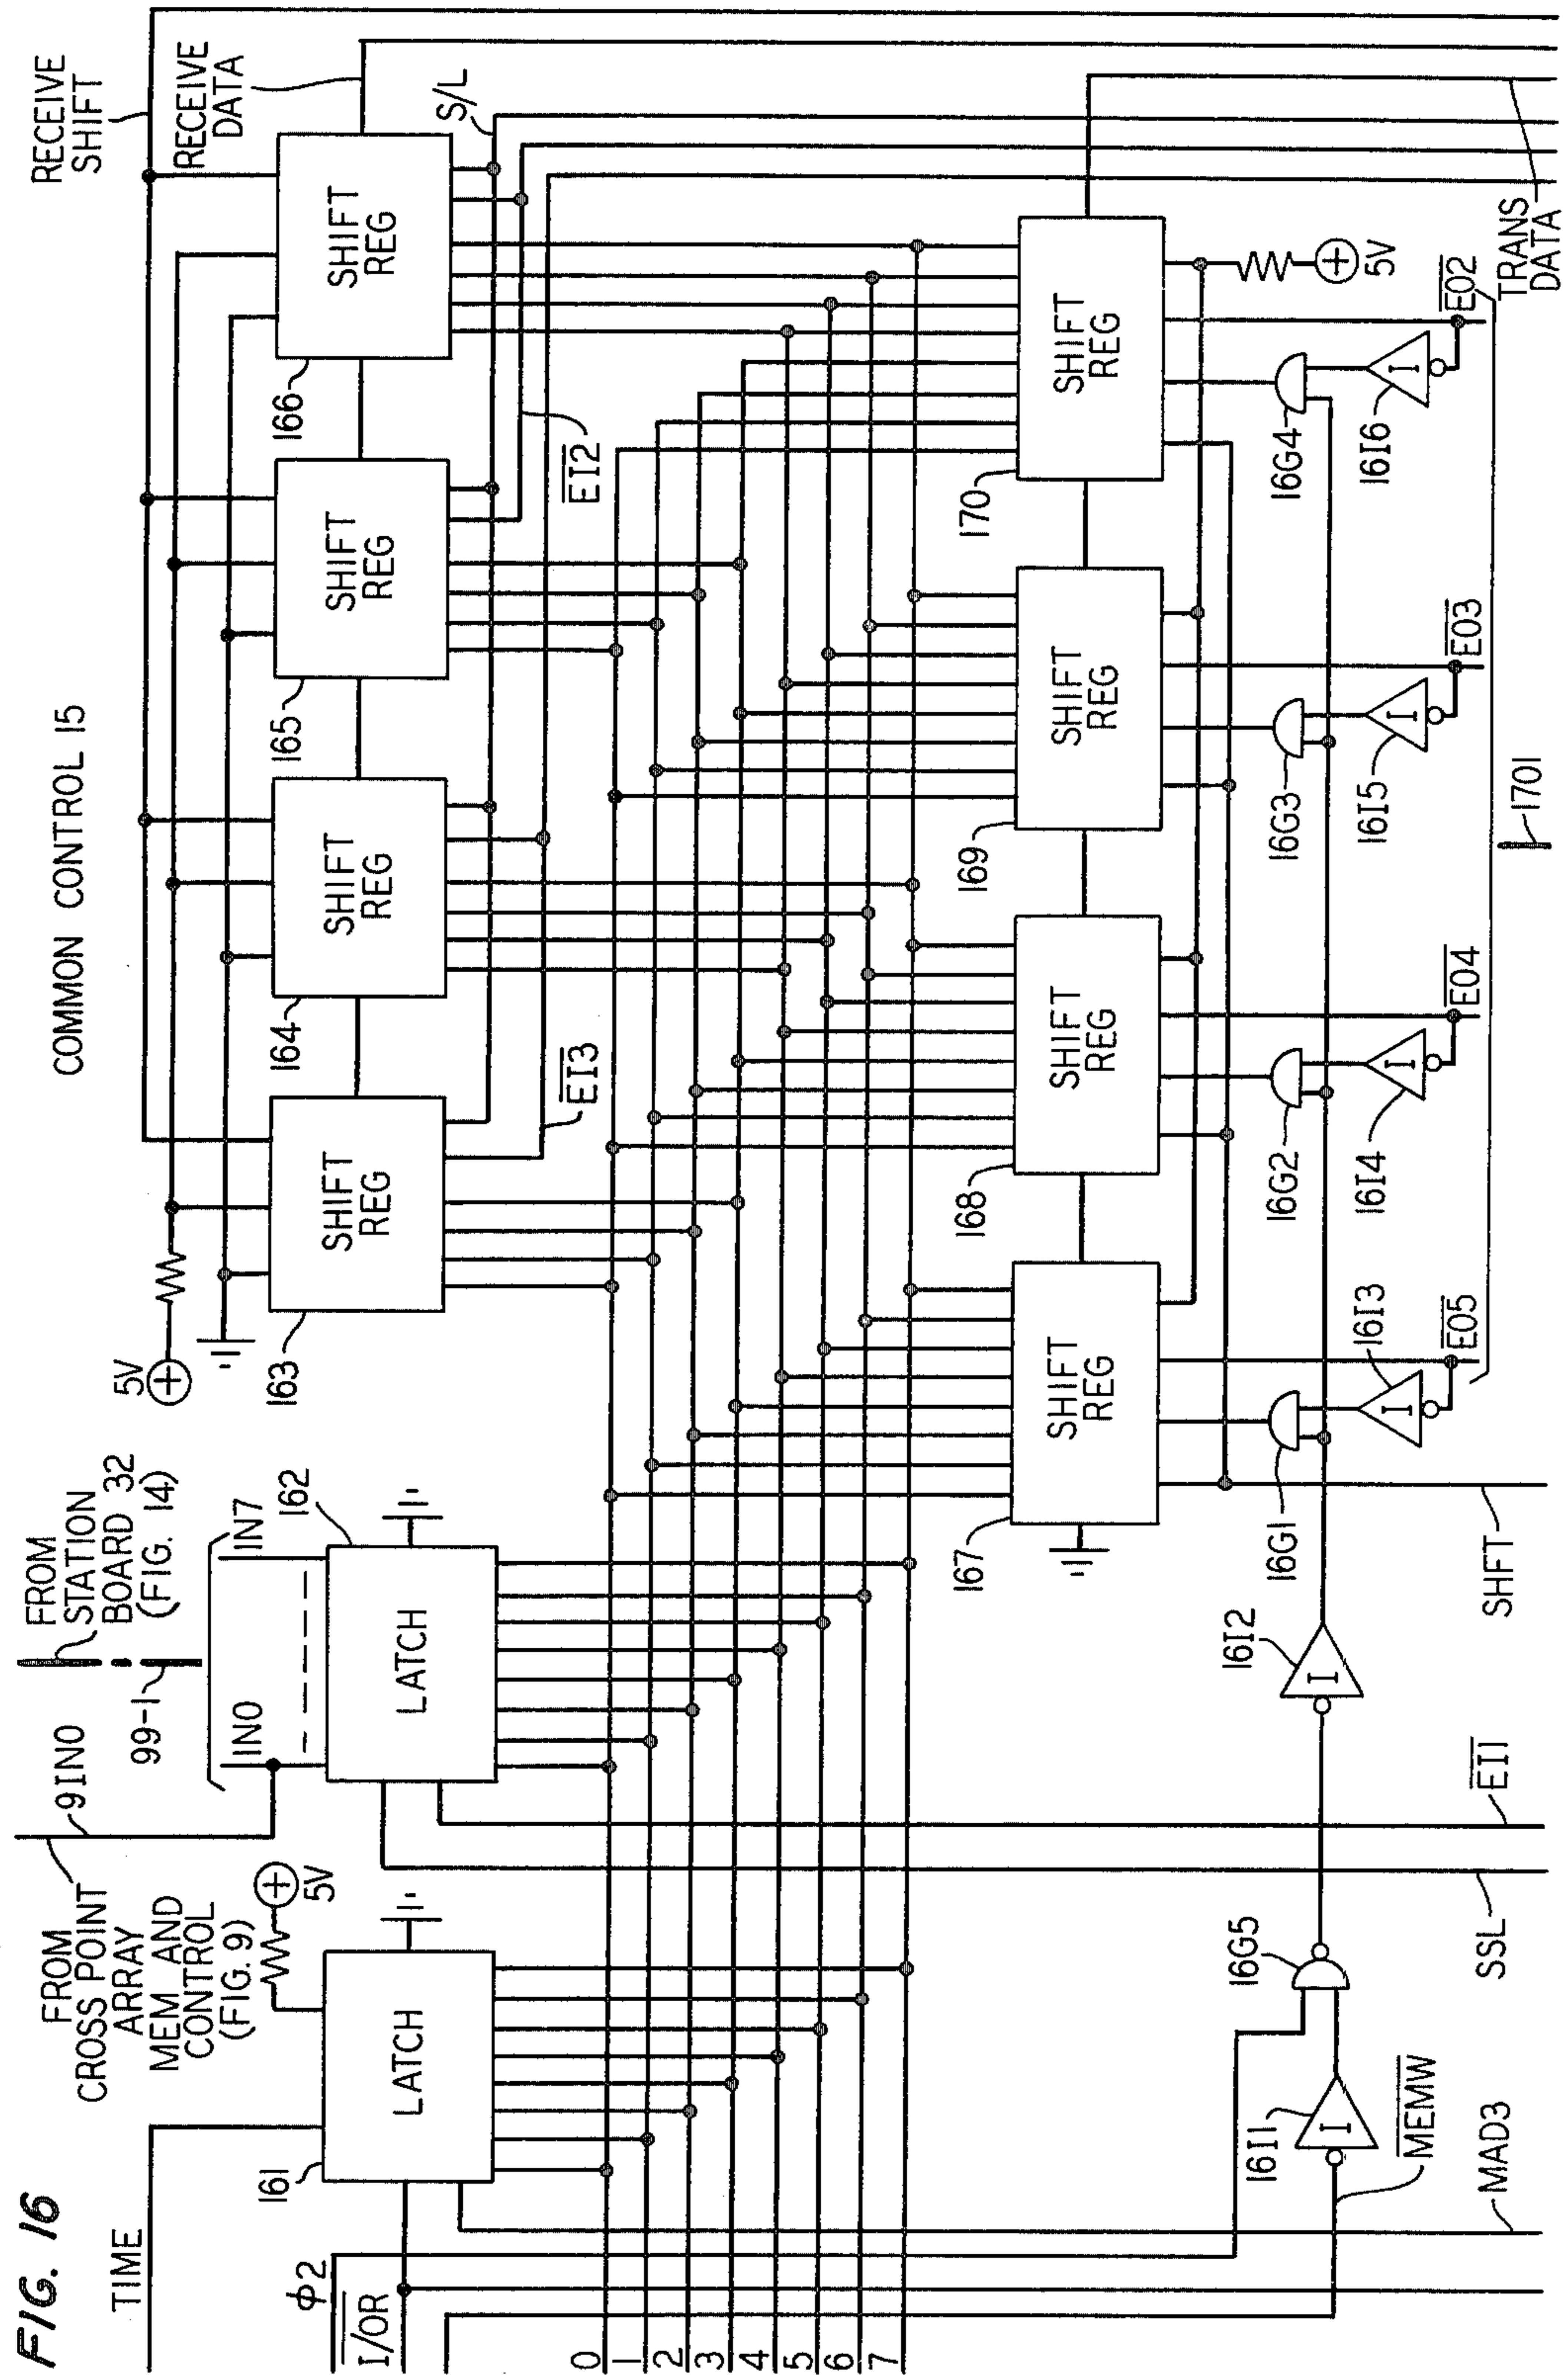 FIG. 16
COMMON CONTROL 15
TIME
φ2
I/OR
0
1
2
3
4
5
6
7
FROM
CROSS POINT
ARRAY
MEM AND
CONTROL
(FIG. 9)
9IN0
5V
161
LATCH
FROM
STATION
BOARD 32
(FIG. 14)
99-1
IN0
IN7
162
LATCH
5V
163
SHIFT
REG
164
SHIFT
REG
165
SHIFT
REG
166
SHIFT
REG
RECEIVE
SHIFT
RECEIVE
DATA
S/L
EI3
EI2
167
SHIFT
REG
168
SHIFT
REG
169
SHIFT
REG
170
SHIFT
REG
5V
16I1
I
MEMW
MAD3
16G5
SSL
EI1
16I2
I
SHFT
16G1
16I3
I
EO5
16G2
16I4
I
EO4
16G3
16I5
I
EO3
16G4
16I6
I
EO2
1701
TRANS
DATA